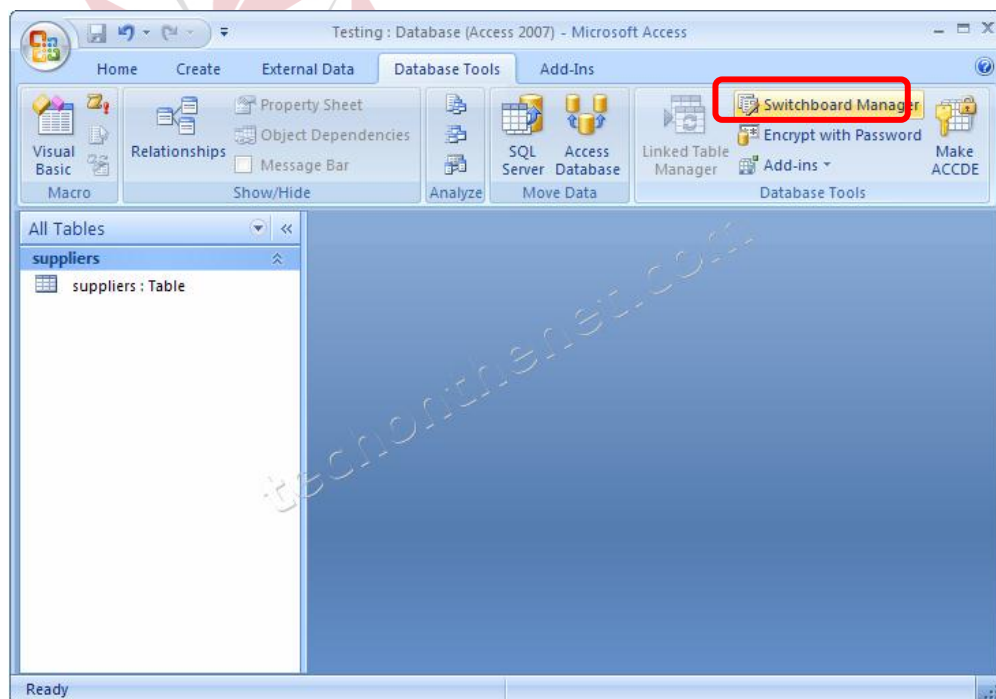 Testing : Database (Access 2007) - Microsoft Access
Home Create External Data Database Tools Add-Ins
Visual Basic
Macro
Relationships
Property Sheet
Object Dependencies
Message Bar
Show/Hide
Analyze
SQL Server
Access Database
Move Data
Linked Table Manager
Switchboard Manager
Encrypt with Password
Add-ins
Make ACCDE
Database Tools
All Tables
suppliers
suppliers : Table
techonthenet.com
Ready